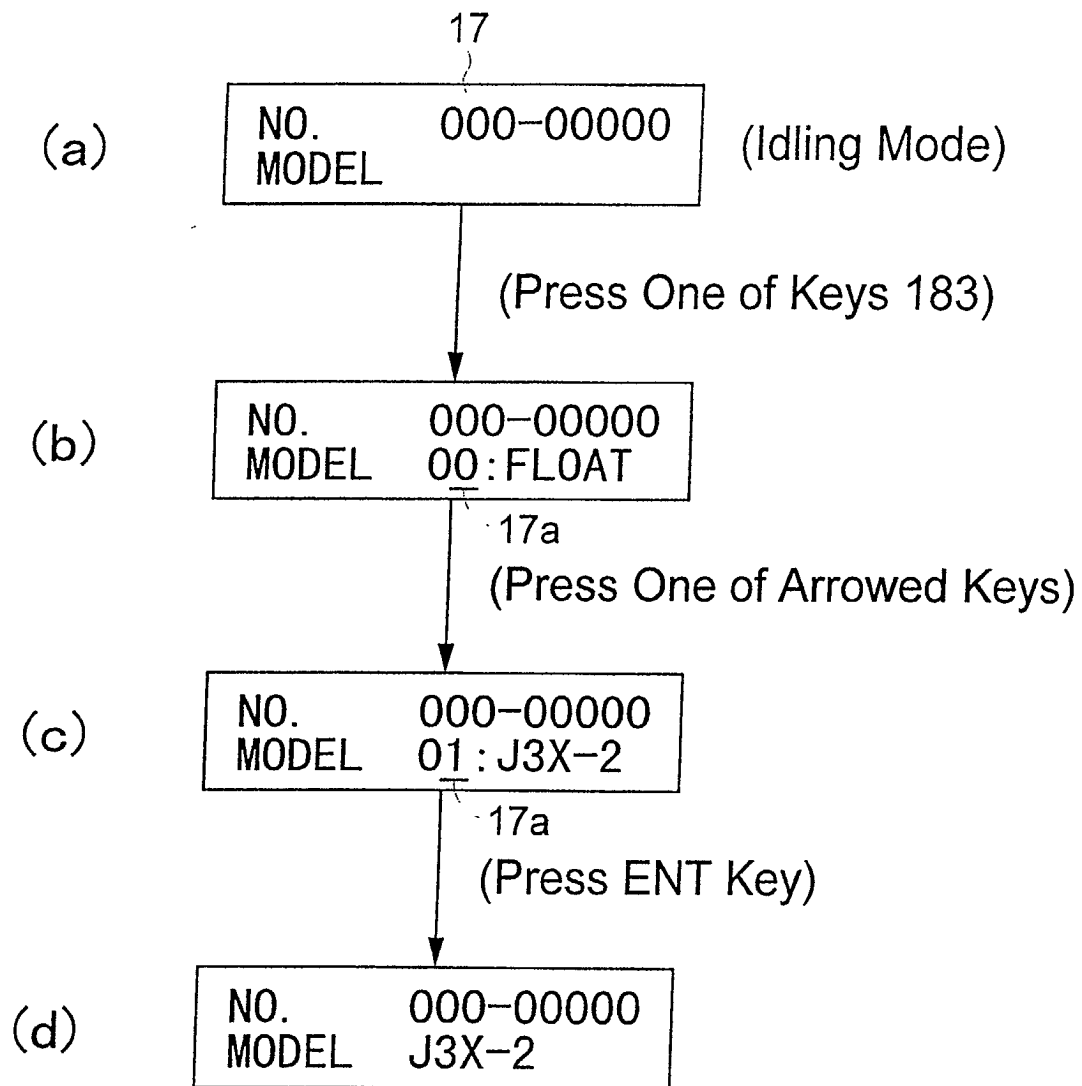 17
(a)
NO. 000-00000
MODEL
(Idling Mode)
(Press One of Keys 183)
(b)
NO. 000-00000
MODEL 00:FLOAT
17a
(Press One of Arrowed Keys)
(c)
NO. 000-00000
MODEL 01:J3X-2
17a
(Press ENT Key)
(d)
NO. 000-00000
MODEL J3X-2